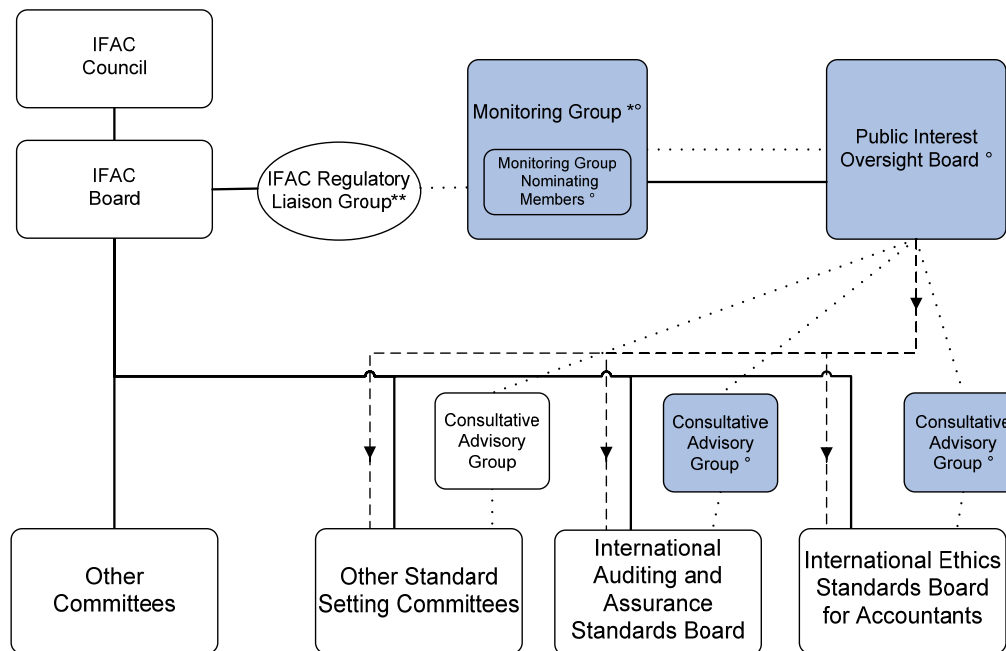 IFAC
Council
IFAC
Board
IFAC Regulatory
Liaison Group**
Monitoring Group *°
Monitoring Group
Nominating
Members °
Public Interest
Oversight Board °
Consultative
Advisory
Group
Consultative
Advisory
Group °
Consultative
Advisory
Group °
Other
Committees
Other Standard
Setting Committees
International
Auditing and
Assurance
Standards Board
International Ethics
Standards Board
for Accountants